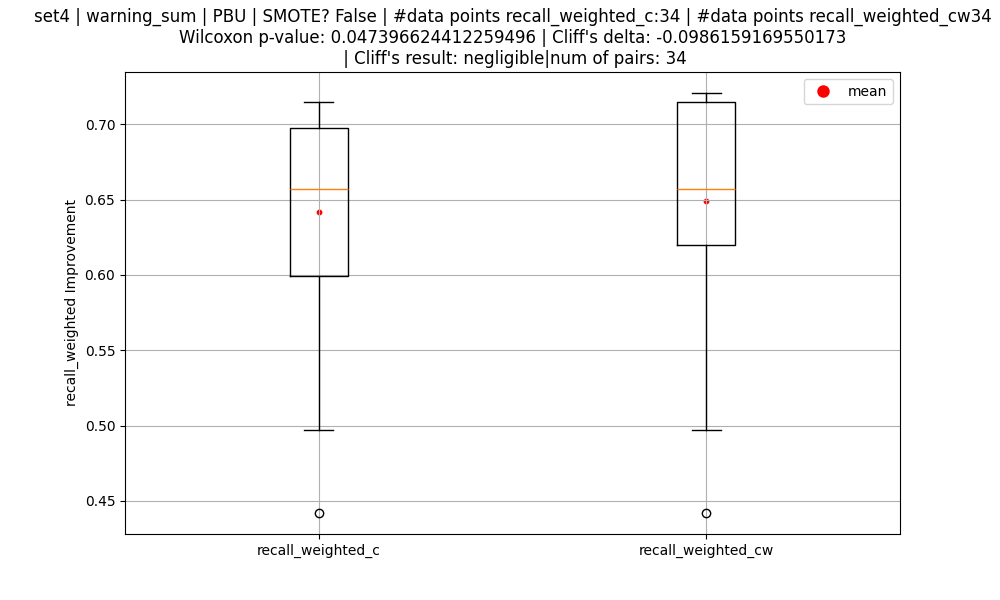 set4 | warning_sum | PBU | SMOTE? False | #data points recall_weighted_c:34 | #data points recall_weighted_cw34
Wilcoxon p-value: 0.047396624412259496 | Cliff's delta: -0.0986159169550173
| Cliff's result: negligible|num of pairs: 34
mean
0.70
0.65
0.60
0.55
0.50
0.45
recall_weighted Improvement
recall_weighted_c
recall_weighted_cw